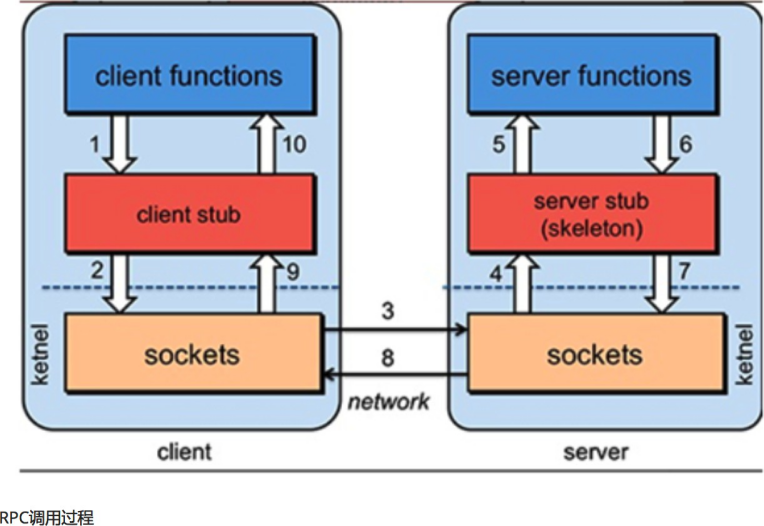 client functions
server functions
1
10
5
6
client stub
server stub
(skeleton)
2
9
4
7
3
ketnel
sockets
sockets
ketnel
8
network
client
server
RPC调用过程